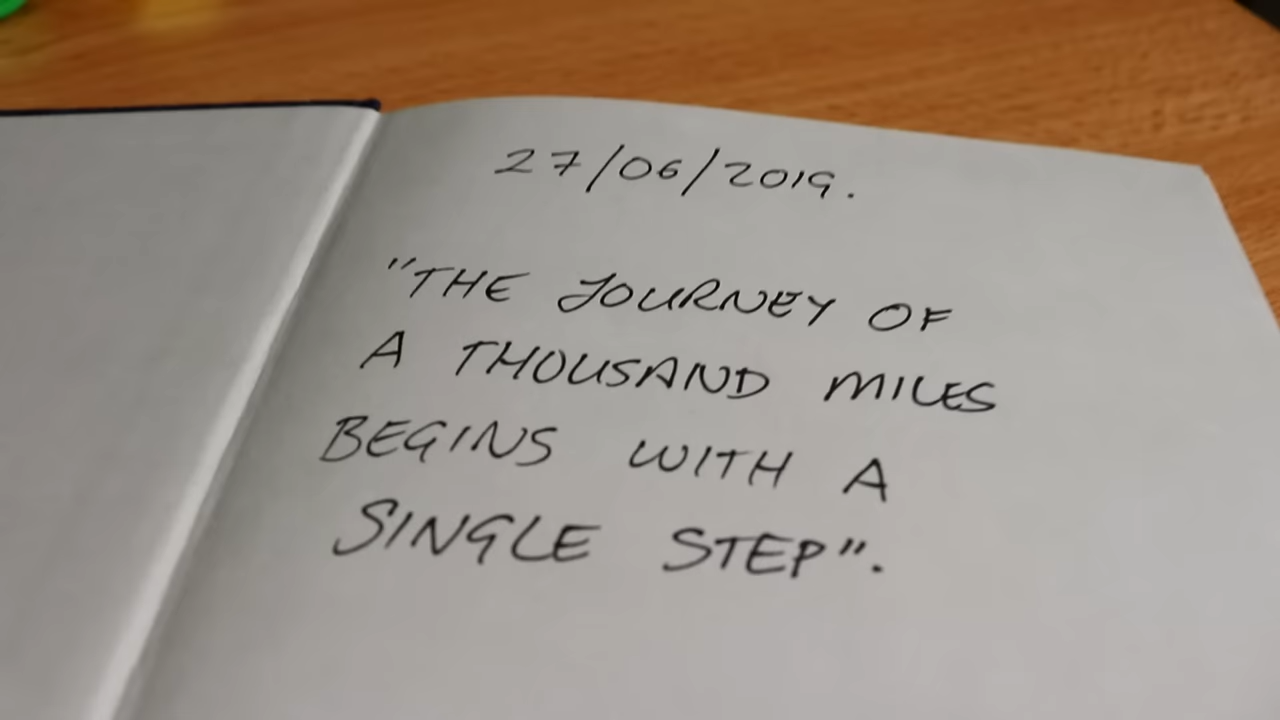 27/06/2019.
"THE JOURNEY OF
A THOUSAND MILES
BEGINS WITH A
SINGLE STEP".